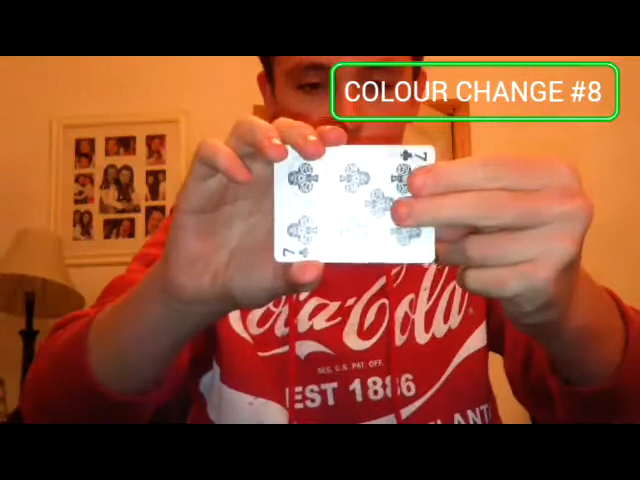 COLOUR CHANGE #8
7
7
Coca-Cola
REG. U.S. PAT. OFF.
EST 1886